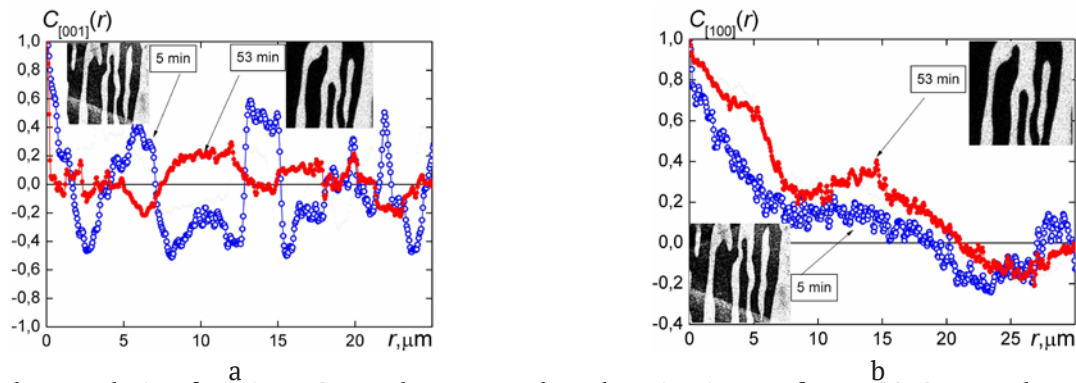 C[001](r)
1,0
0,8
0,6
0,4
0,2
0,0
-0,2
-0,4
-0,6
-0,8
-1,0
5 min
53 min
0 5 10 15 20
r, μm
a
C[100](r)
1,0
0,8
0,6
0,4
0,2
0,0
-0,2
-0,4
53 min
5 min
0 5 10 15 20 25
r, μm
b